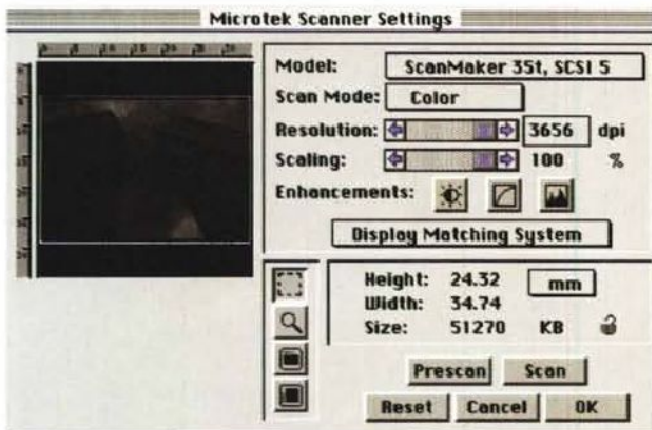 Microtek Scanner Settings
Model: ScanMaker 35t, SCSI 5
Scan Mode: Color
Resolution: 3656 dpi
Scaling: 100 %
Enhancements:
Display Matching System
Height: 24.32 mm
Width: 34.74
Size: 51270 KB
Prescan Scan
Reset Cancel OK